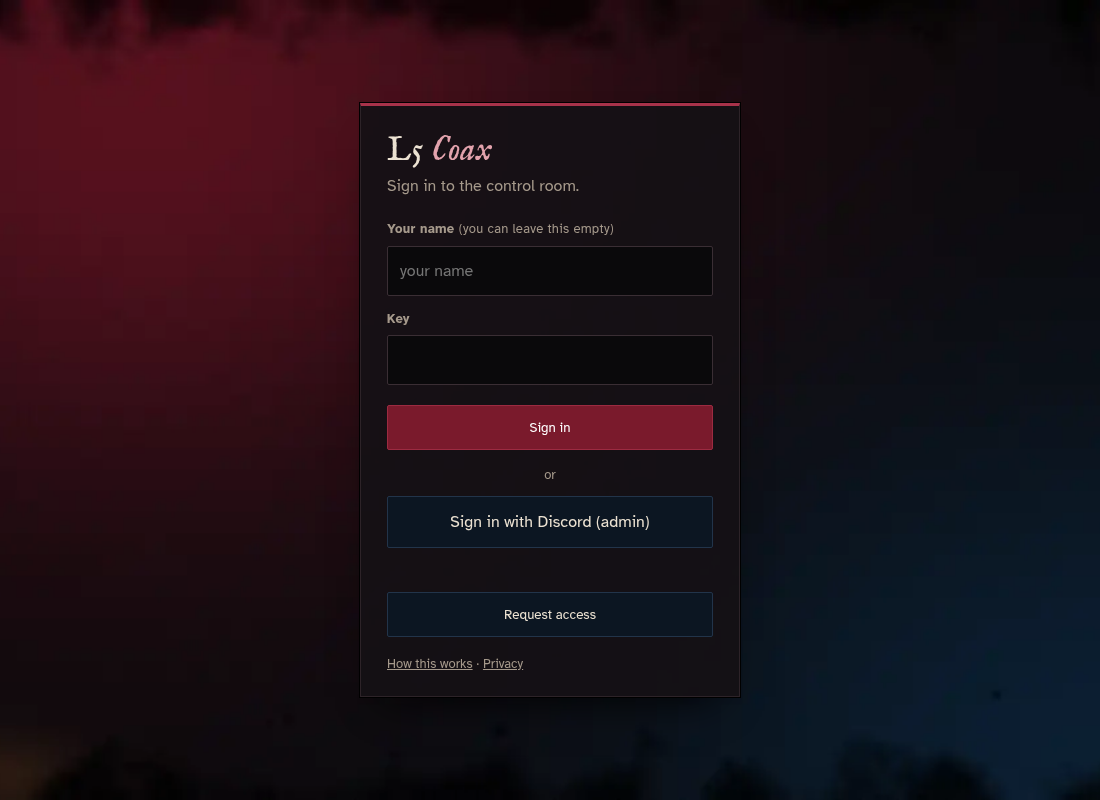 L5 Coax
Sign in to the control room.
Your name (you can leave this empty)
your name
Key
Sign in
or
Sign in with Discord (admin)
Request access
How this works · Privacy